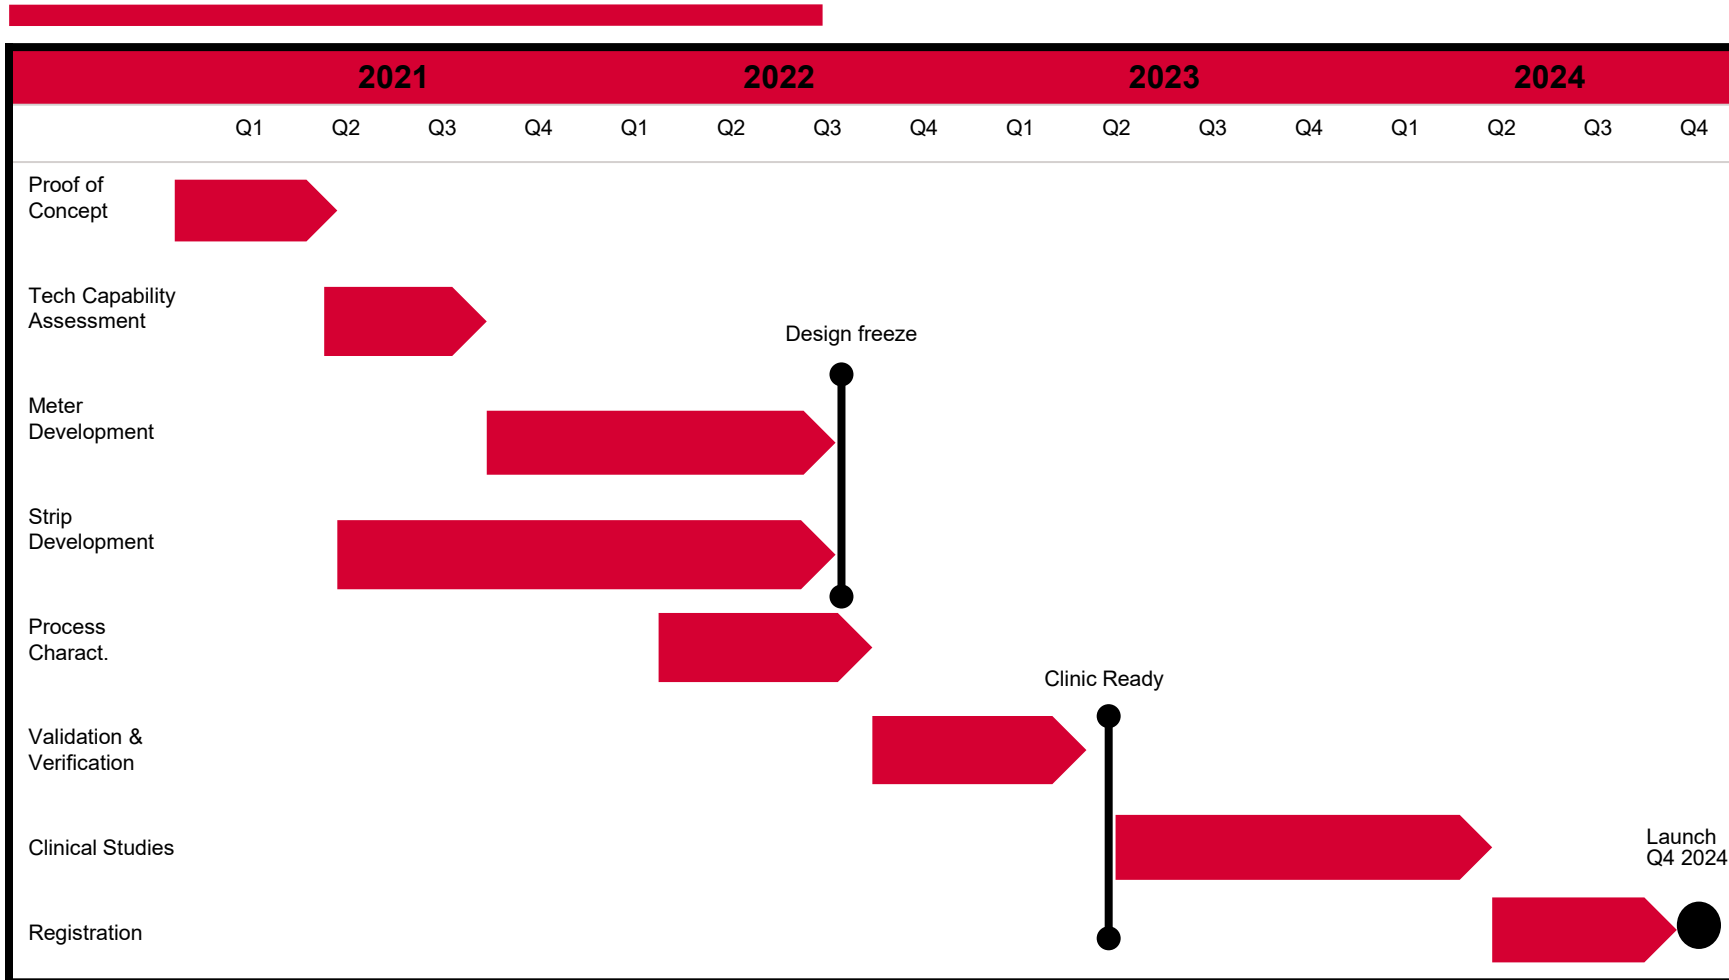 2021 2022 2023 2024
Q1 Q2 Q3 Q4 Q1 Q2 Q3 Q4 Q1 Q2 Q3 Q4 Q1 Q2 Q3 Q4
Proof of
Concept
Tech Capability
Assessment
Design freeze
Meter
Development
Strip
Development
Process
Charact.
Clinic Ready
Validation &
Verification
Clinical Studies
Launch
Q4 2024
Registration